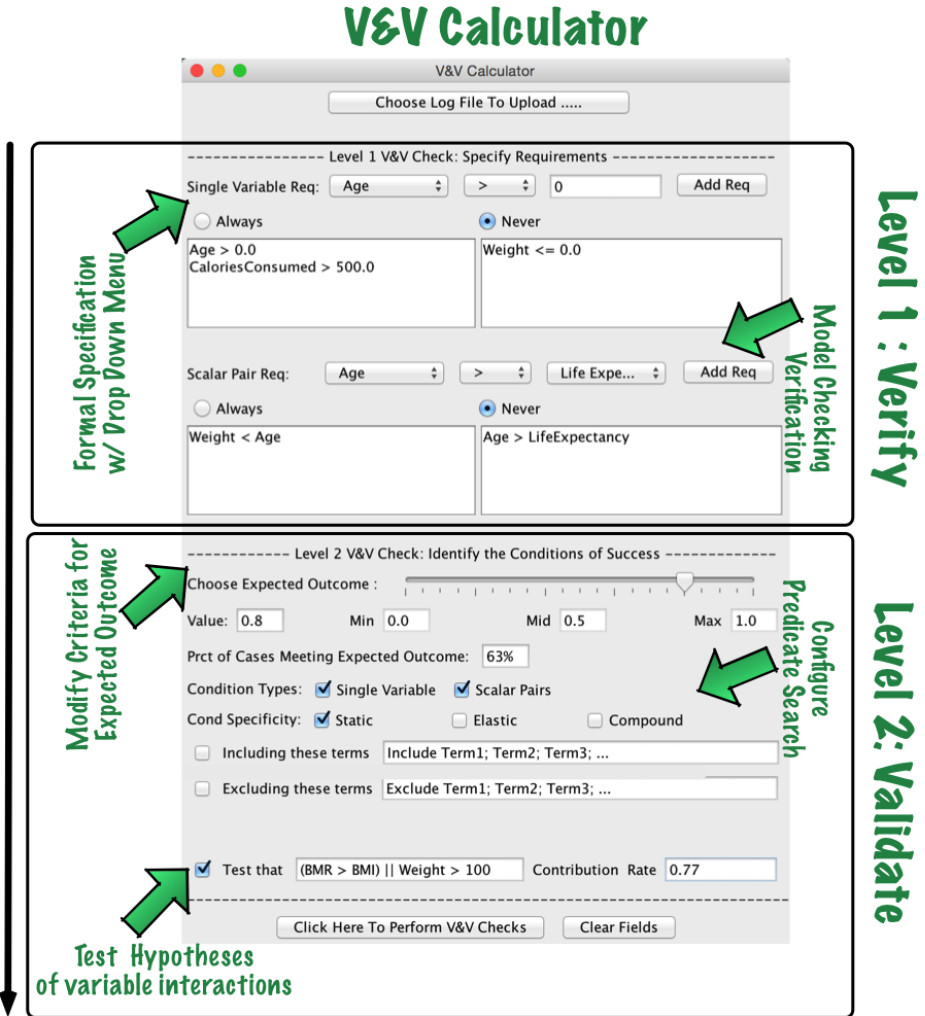 V&V Calculator
V&V Calculator
Choose Log File To Upload .....
Level 1 V&V Check: Specify Requirements
Single Variable Req: Age > 0 Add Req
Always Never
Age > 0.0
CaloriesConsumed > 500.0
Weight <= 0.0
Scalar Pair Req: Age > Life Expe... Add Req
Always Never
Weight < Age
Age > LifeExpectancy
Formal Specification
w/ Drop Down Menu
Model Checking
Verification
Level 1 : Verify
Level 2 V&V Check: Identify the Conditions of Success
Choose Expected Outcome :
Value: 0.8 Min 0.0 Mid 0.5 Max 1.0
Prct of Cases Meeting Expected Outcome: 63%
Condition Types: Single Variable Scalar Pairs
Cond Specificity: Static Elastic Compound
Including these terms Include Term1; Term2; Term3; ...
Excluding these terms Exclude Term1; Term2; Term3; ...
Test that (BMR > BMI) || Weight > 100 Contribution Rate 0.77
Click Here To Perform V&V Checks Clear Fields
Modify Criteria for
Expected Outcome
Configure
Predicate Search
Test Hypotheses
of variable interactions
Level 2: Validate